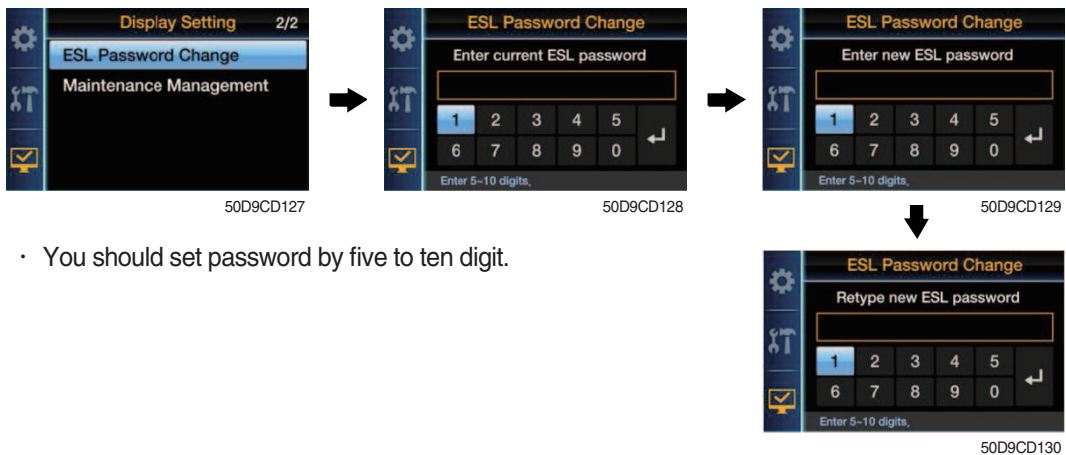 Display Setting 2/2
ESL Password Change
Maintenance Management
50D9CD127
ESL Password Change
Enter current ESL password
1 2 3 4 5
6 7 8 9 0
Enter 5~10 digits,
50D9CD128
ESL Password Change
Enter new ESL password
1 2 3 4 5
6 7 8 9 0
Enter 5~10 digits,
50D9CD129
· You should set password by five to ten digit.
ESL Password Change
Retype new ESL password
1 2 3 4 5
6 7 8 9 0
Enter 5~10 digits,
50D9CD130